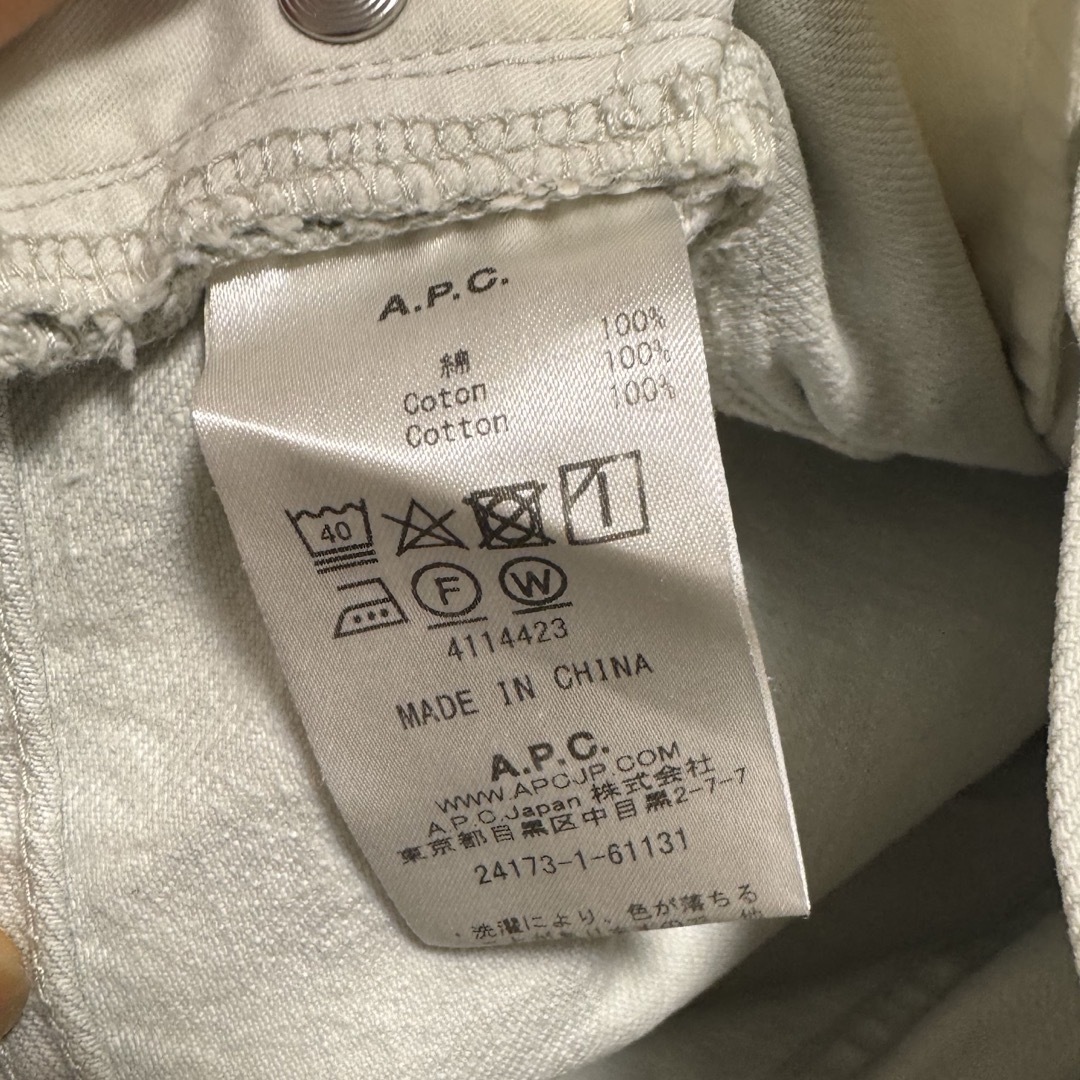 A.P.C.
綿 100%
Coton 100%
Cotton 100%
40
F W
4114423
MADE IN CHINA
A.P.C.
WWW.APCJP.COM
A.P.C.Japan 株式会社
東京都目黒区中目黒2-7-7
24173-1-61131
・洗濯により、色が落ちる